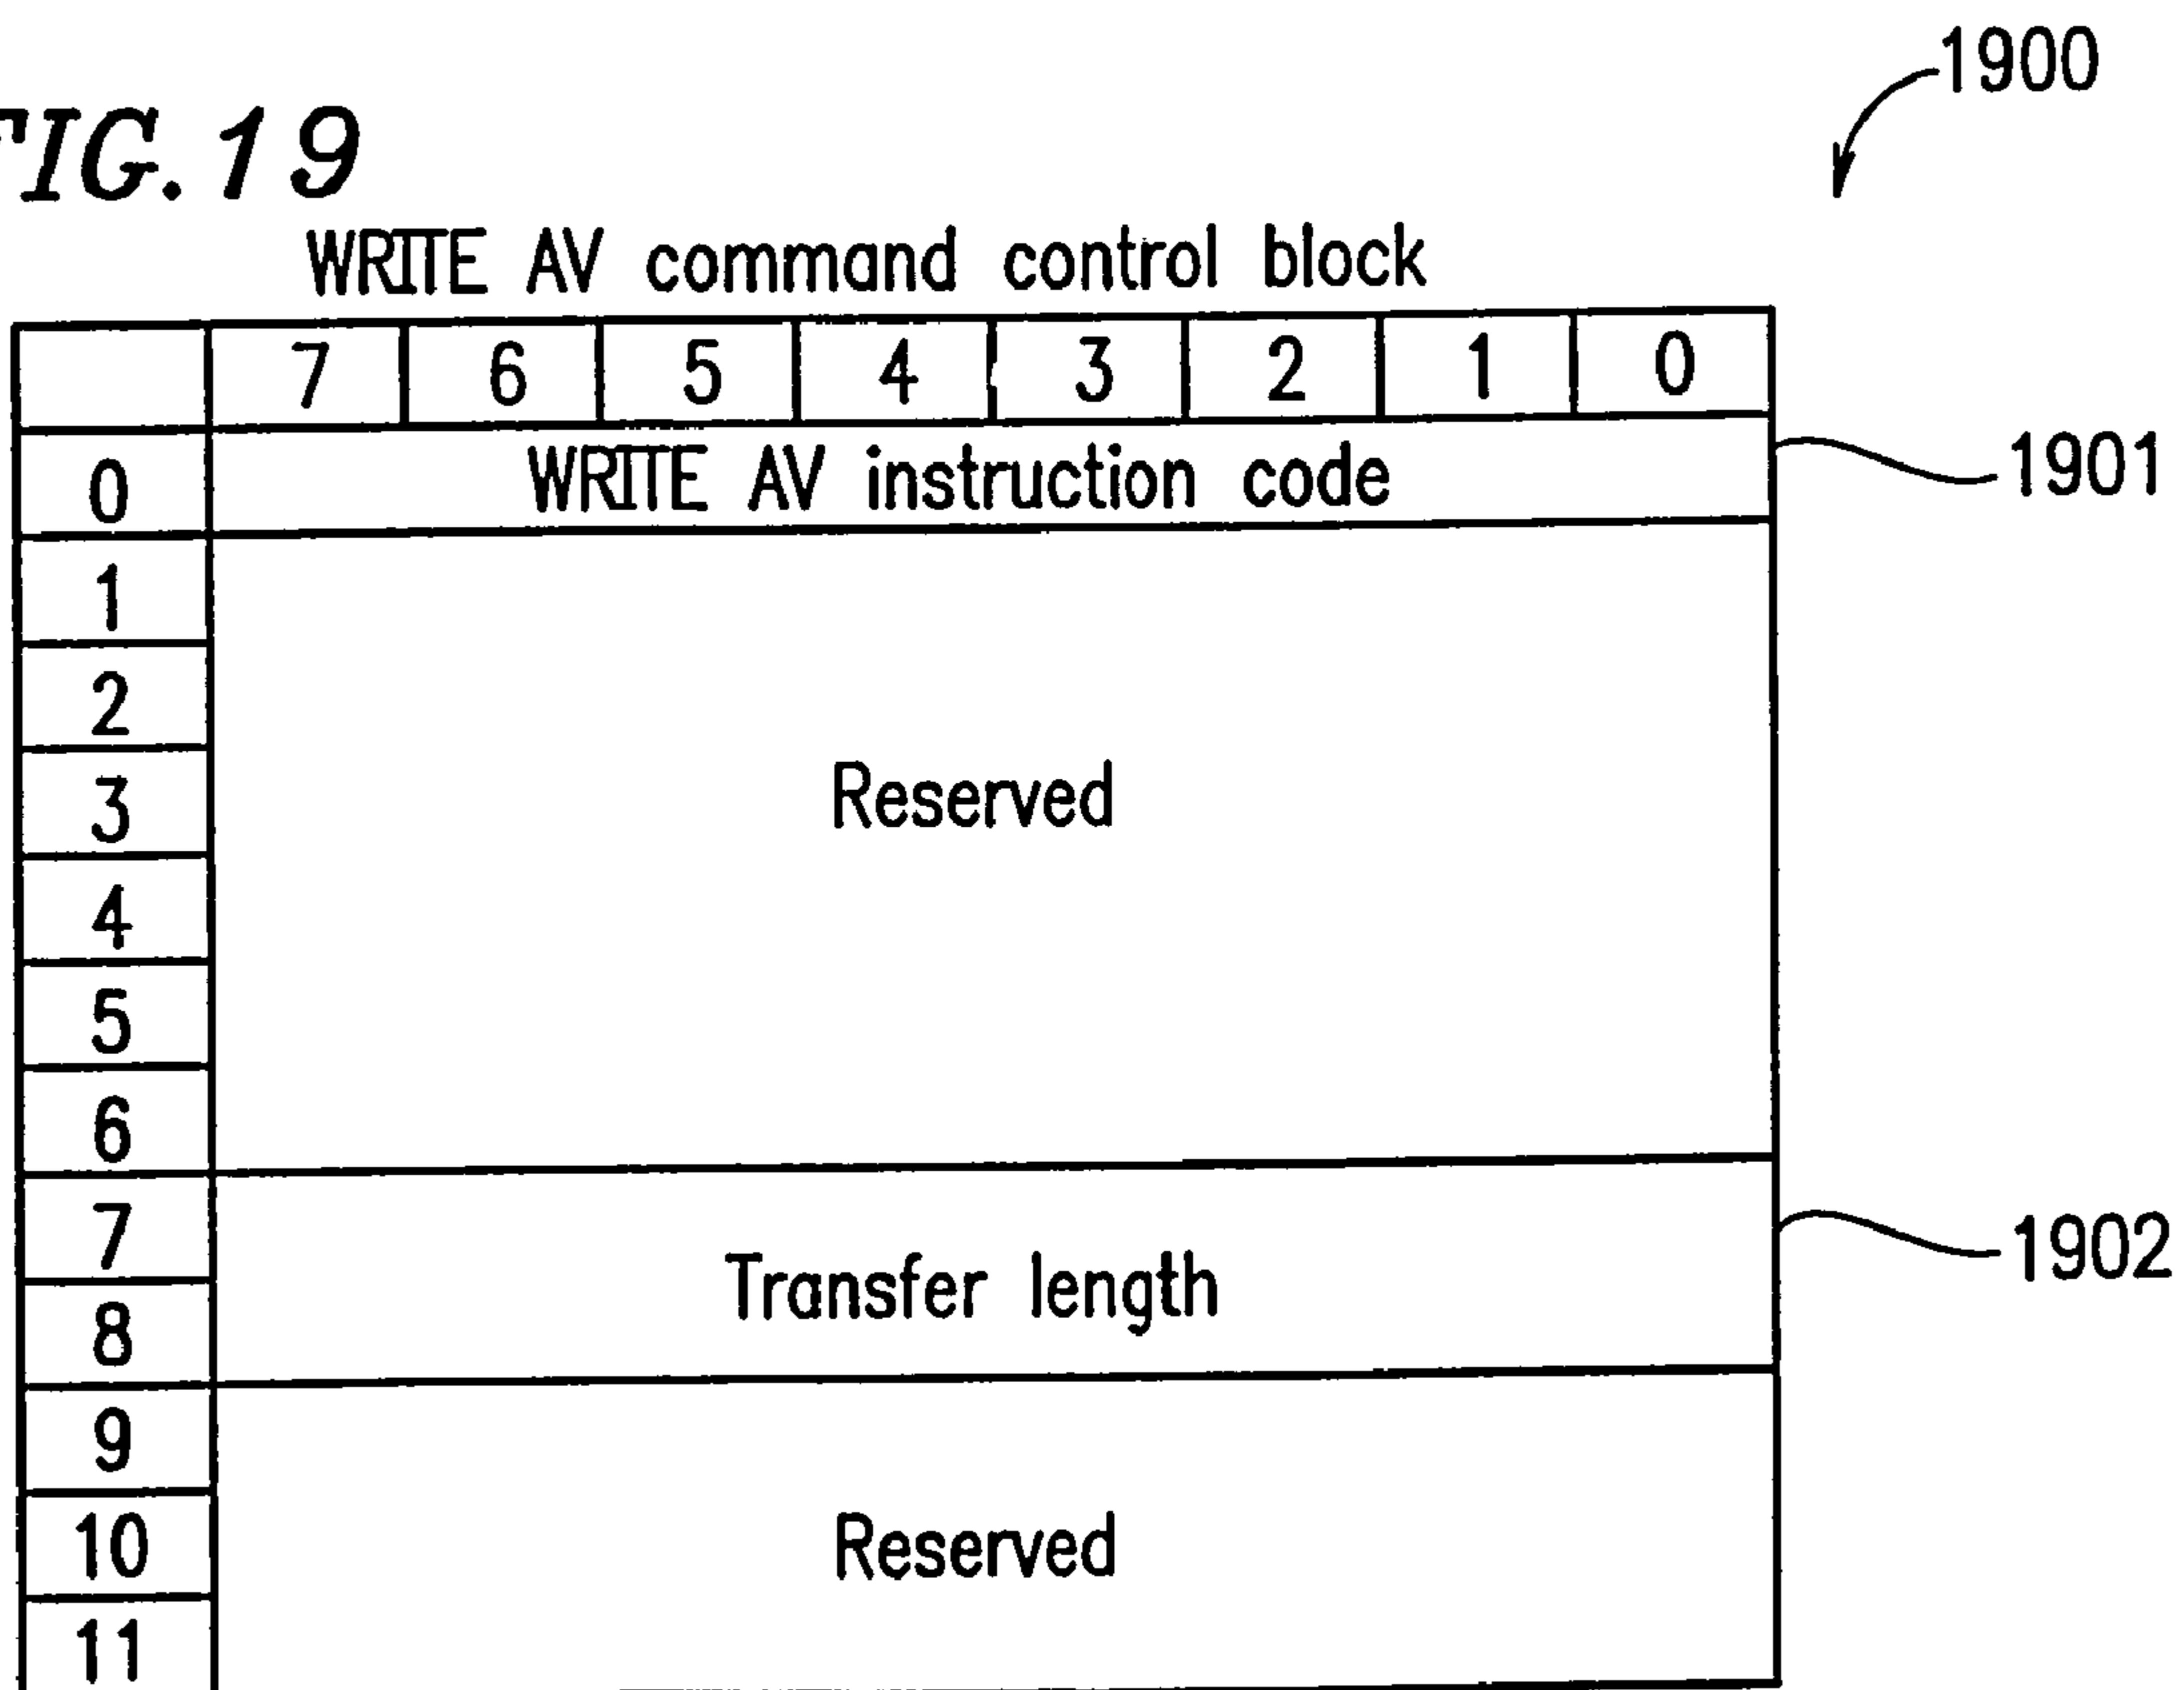 1900
FIG. 19
WRITE AV command control block
7 6 5 4 3 2 1 0
0 WRITE AV instruction code 1901
1
2
3 Reserved
4
5
6
7 1902
Transfer length
8
9
10 Reserved
11